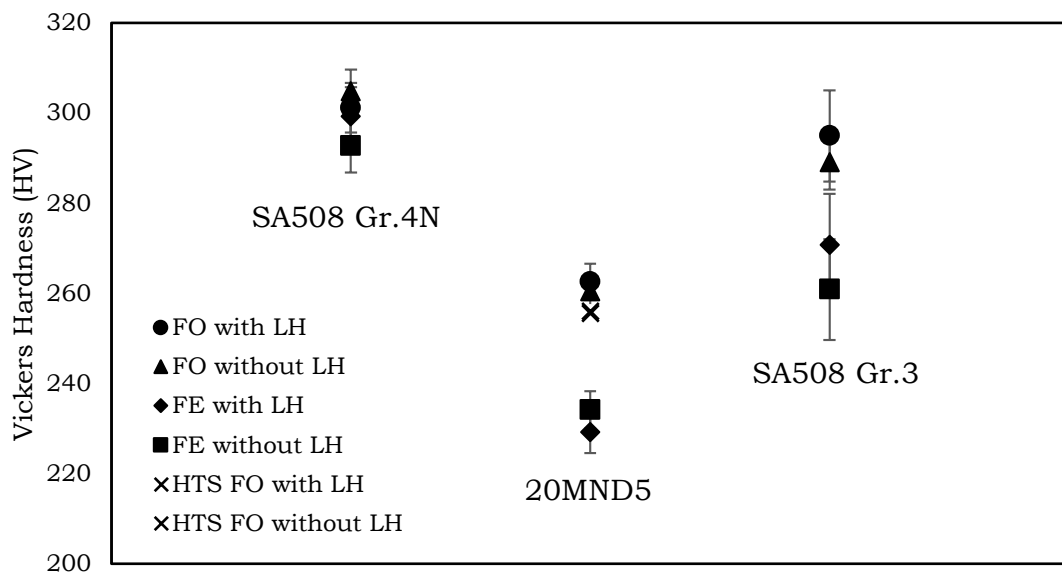 320
300
280
260
240
220
200
Vickers Hardness (HV)
SA508 Gr.4N
20MND5
SA508 Gr.3
FO with LH
FO without LH
FE with LH
FE without LH
HTS FO with LH
HTS FO without LH